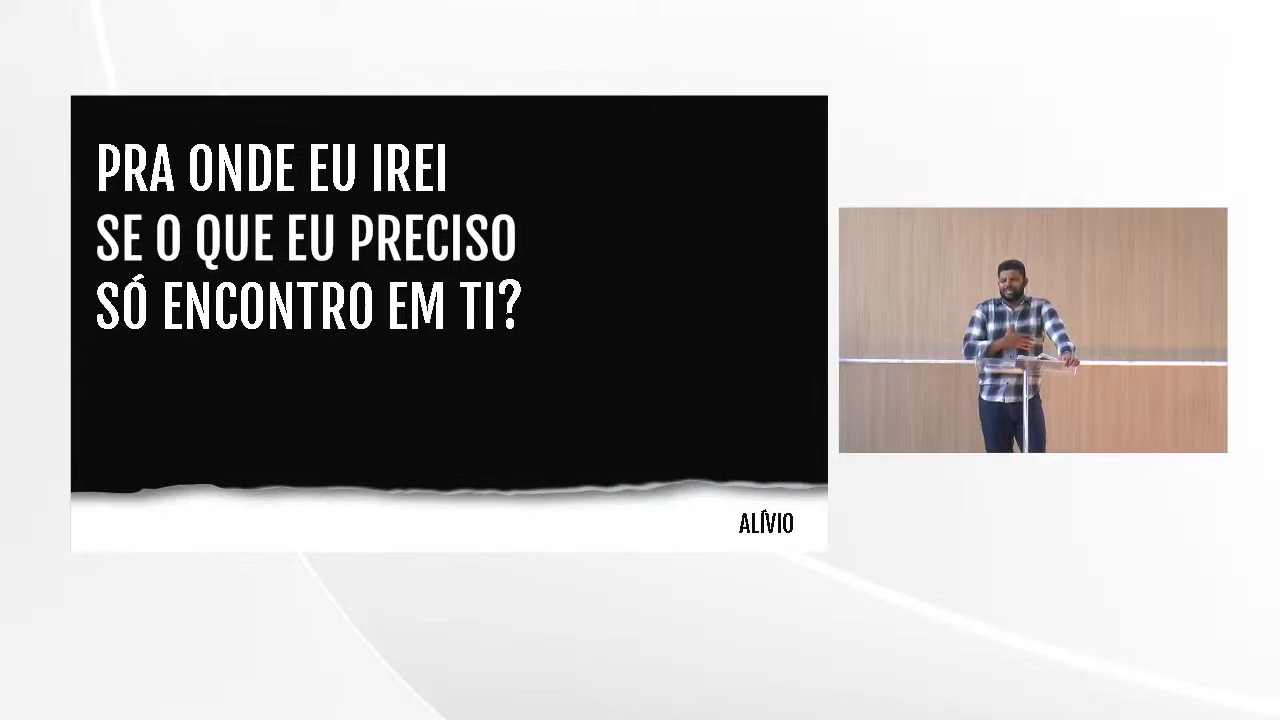 PRA ONDE EU IREI
SE O QUE EU PRECISO
SÓ ENCONTRO EM TI?
ALÍVIO